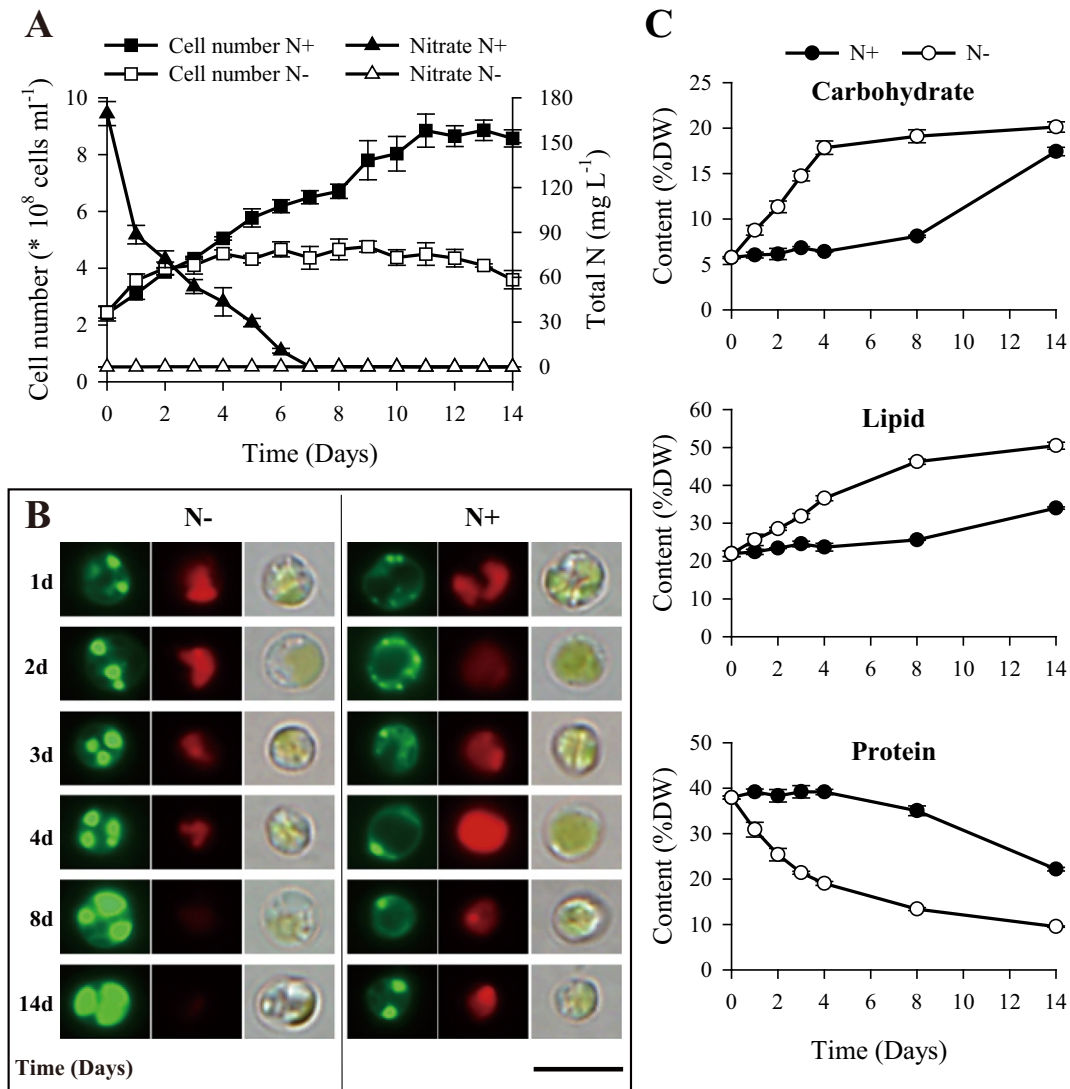 A
Cell number N+
Nitrate N+
Cell number N-
Nitrate N-
Cell number (* 10⁸ cells ml⁻¹)
10
8
6
4
2
0
180
150
120
90
60
30
0
Total N (mg L⁻¹)
0 2 4 6 8 10 12 14
Time (Days)
B
N- N+
1d
2d
3d
4d
8d
14d
Time (Days)
C
N+ N-
Carbohydrate
Content (%DW)
25
20
15
10
5
0
0 2 4 6 8 10 12 14
Lipid
Content (%DW)
60
50
40
30
20
10
0
0 2 4 6 8 10 12 14
Protein
Content (%DW)
50
40
30
20
10
0
0 2 4 6 8 10 12 14
Time (Days)